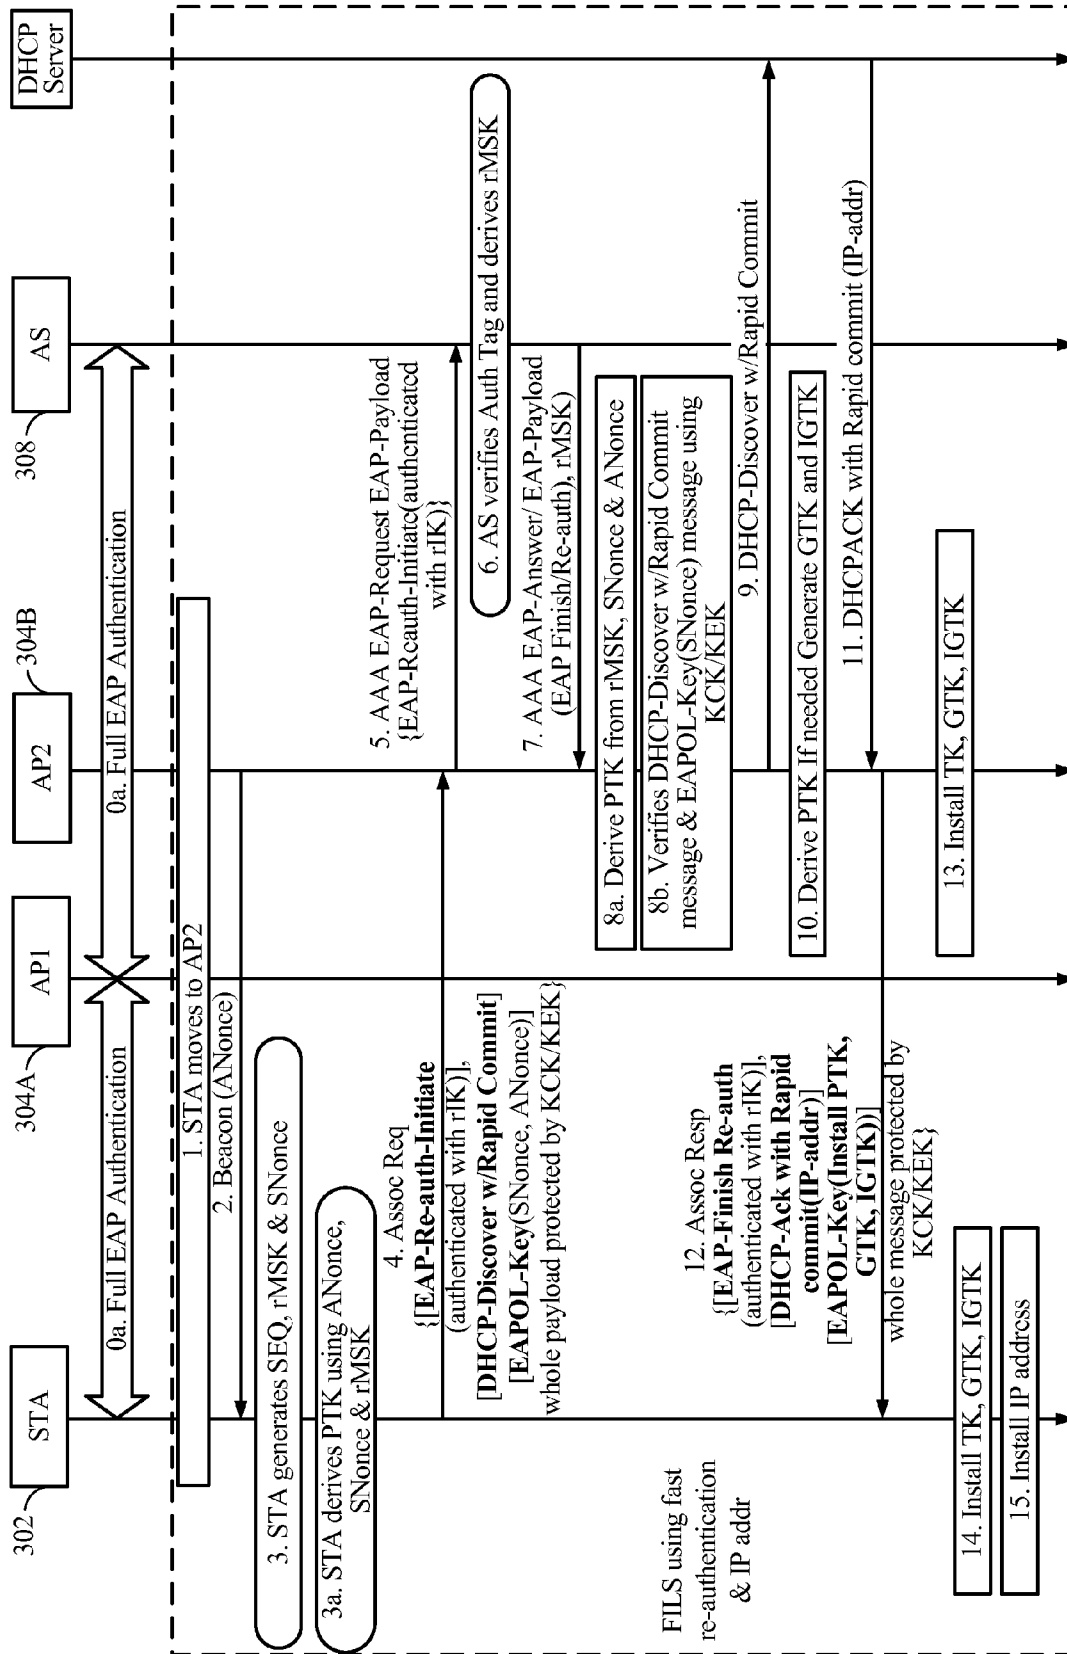 STA
302
AP1
304A
AP2
304B
AS
308
DHCP
Server
0a. Full EAP Authentication
0a. Full EAP Authentication
1. STA moves to AP2
2. Beacon (ANonce)
3. STA generates SEQ, rMSK & SNonce
3a. STA derives PTK using ANonce,
SNonce & rMSK
4. Assoc Req
{[EAP-Re-auth-Initiate
(authenticated with rIK)],
[DHCP-Discover w/Rapid Commit]
[EAPOL-Key(SNonce, ANonce)]
whole payload protected by KCK/KEK}
5. AAA EAP-Request EAP-Payload
{EAP-Reauth-Initiate(authenticated
with rIK)}
6. AS verifies Auth Tag and derives rMSK
7. AAA EAP-Answer/ EAP-Payload
(EAP Finish/Re-auth), rMSK)
8a. Derive PTK from rMSK, SNonce & ANonce
8b. Verifies DHCP-Discover w/Rapid Commit
message & EAPOL-Key(SNonce) message using
KCK/KEK
9. DHCP-Discover w/Rapid Commit
10. Derive PTK If needed Generate GTK and IGTK
11. DHCPACK with Rapid commit (IP-addr)
12. Assoc Resp
{[EAP-Finish Re-auth
(authenticated with rIK)],
[DHCP-Ack with Rapid
commit(IP-addr)]
[EAPOL-Key(Install PTK,
GTK, IGTK))]
whole message protected by
KCK/KEK}
13. Install TK, GTK, IGTK
FILS using fast
re-authentication
& IP addr
14. Install TK, GTK, IGTK
15. Install IP address